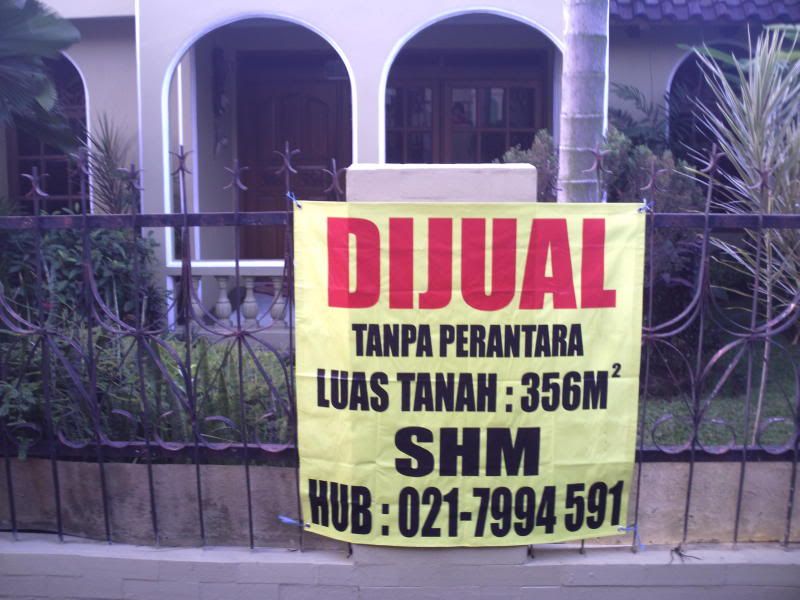 DIJUAL
TANPA PERANTARA
LUAS TANAH : 356M²
SHM
HUB : 021-7994 591